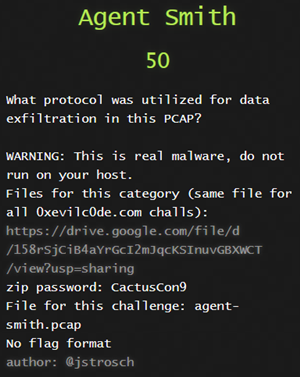 Agent Smith
50
What protocol was utilized for data
exfiltration in this PCAP?
WARNING: This is real malware, do not
run on your host.
Files for this category (same file for
all 0xevilc0de.com challs):
https://drive.google.com/file/d
/158rSjCiB4aYrGcI2mJqcKSInuvGBXWCT
/view?usp=sharing
zip password: CactusCon9
File for this challenge: agent-
smith.pcap
No flag format
author: @jstrosch